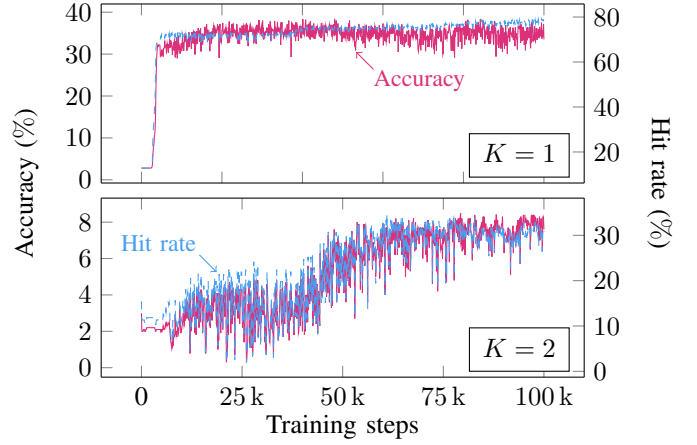 40
30
20
10
0
80
60
40
20
Accuracy
K = 1
Accuracy (%)
Hit rate (%)
8
6
4
2
0
30
20
10
0
Hit rate
K = 2
0
25 k
50 k
75 k
100 k
Training steps